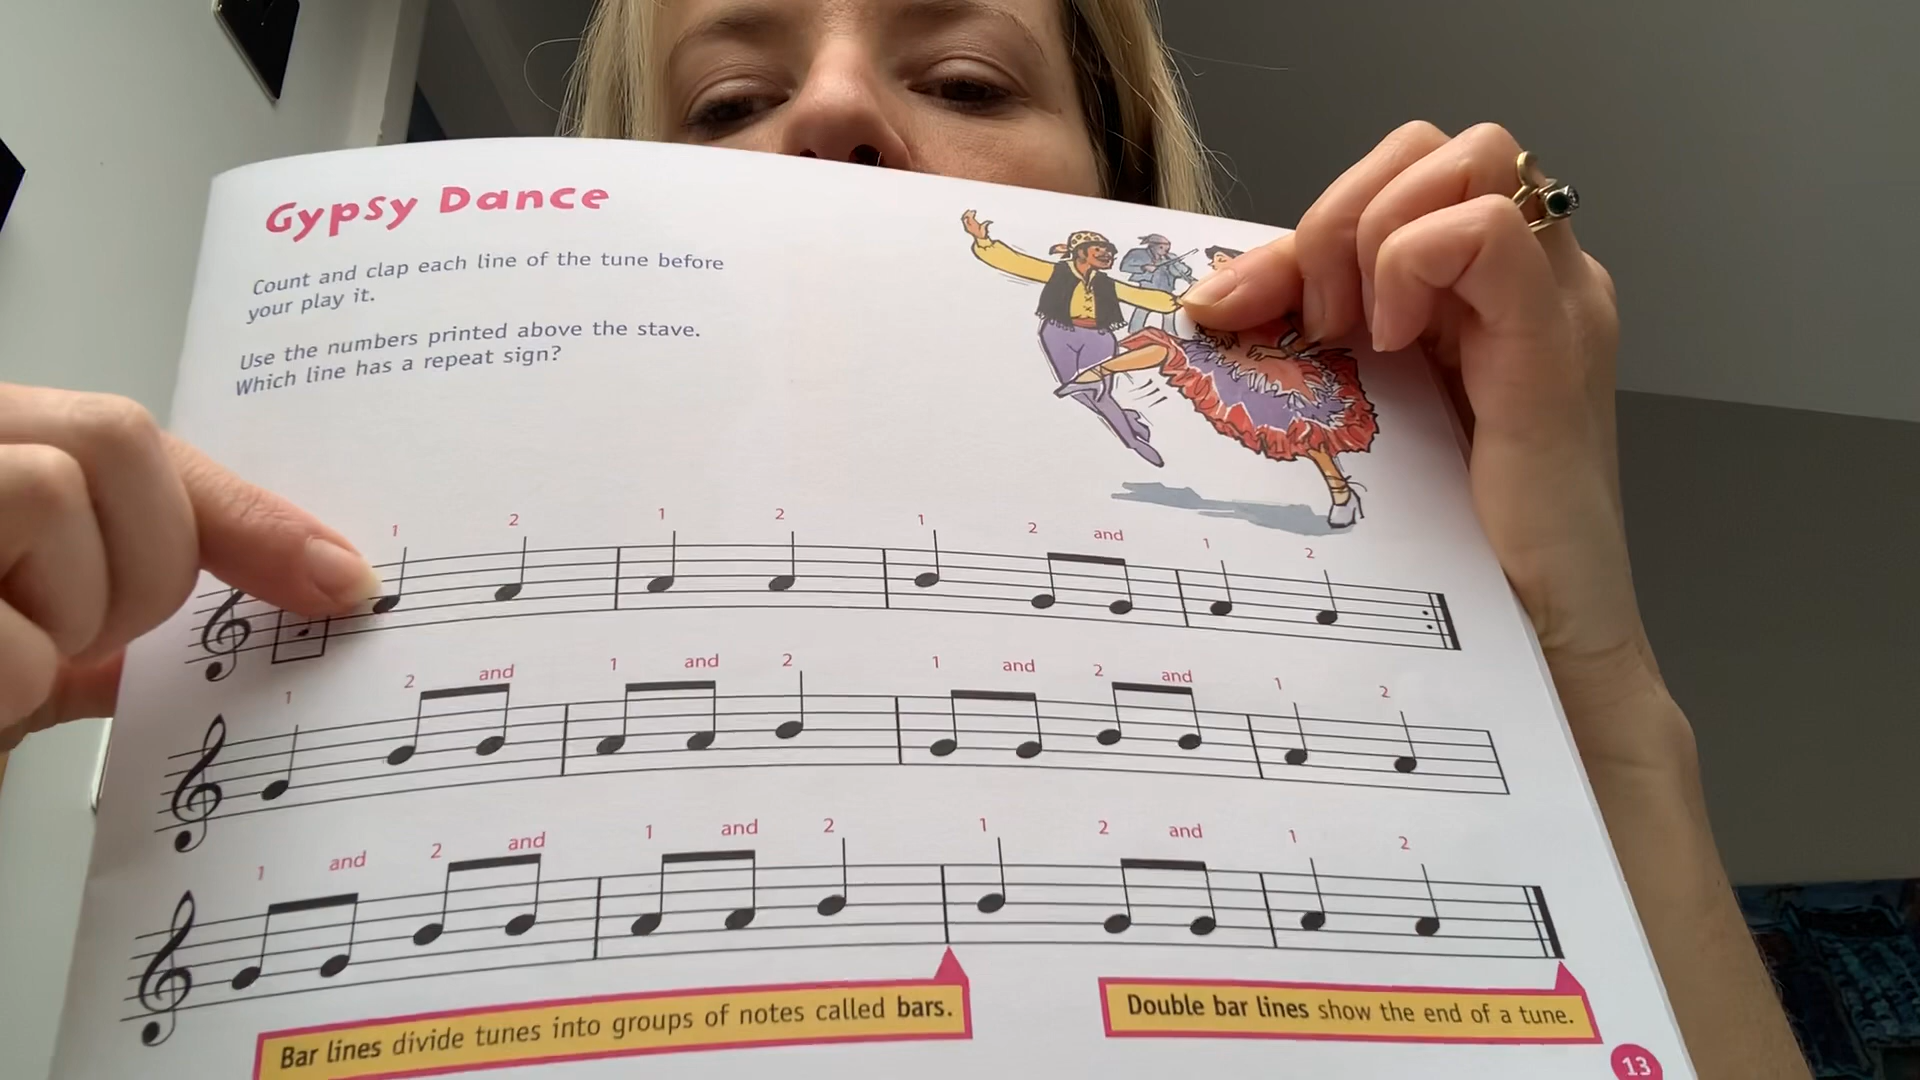 Gypsy Dance
Count and clap each line of the tune before
your play it.
Use the numbers printed above the stave.
Which line has a repeat sign?
1 2 1 2 1 2 and 1 2
1 2 and 1 and 2 1 and 2 and 1 2
1 and 2 and 1 and 2 1 2 and 1 2
Bar lines divide tunes into groups of notes called bars.
Double bar lines show the end of a tune.
13